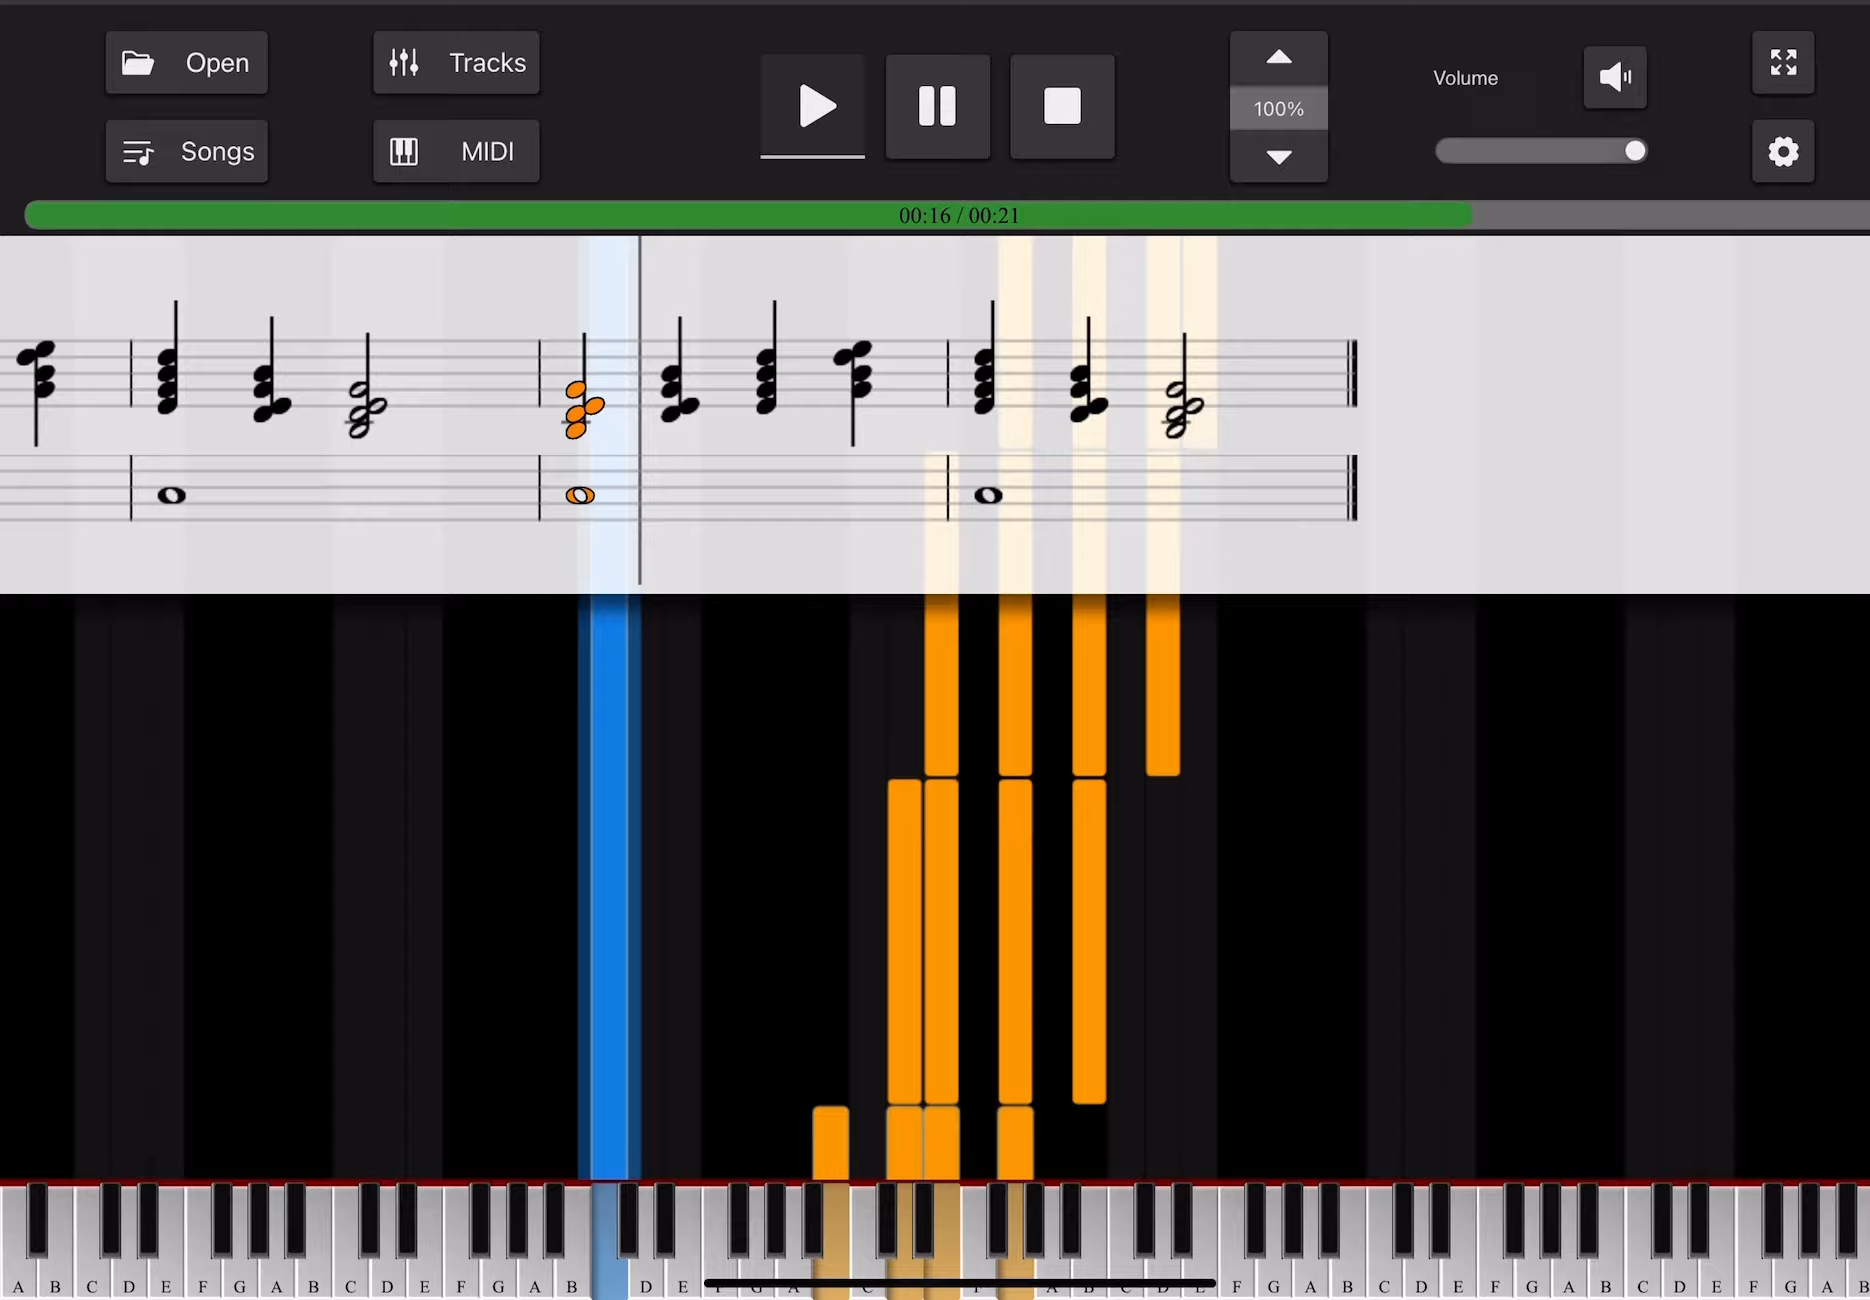 Open
Tracks
Songs
MIDI
100%
Volume
00:16 / 00:21
A B C D E F G A B C D E F G A B D E F G A C F A B C D E F G A B C D E F G A B C D E F G A B